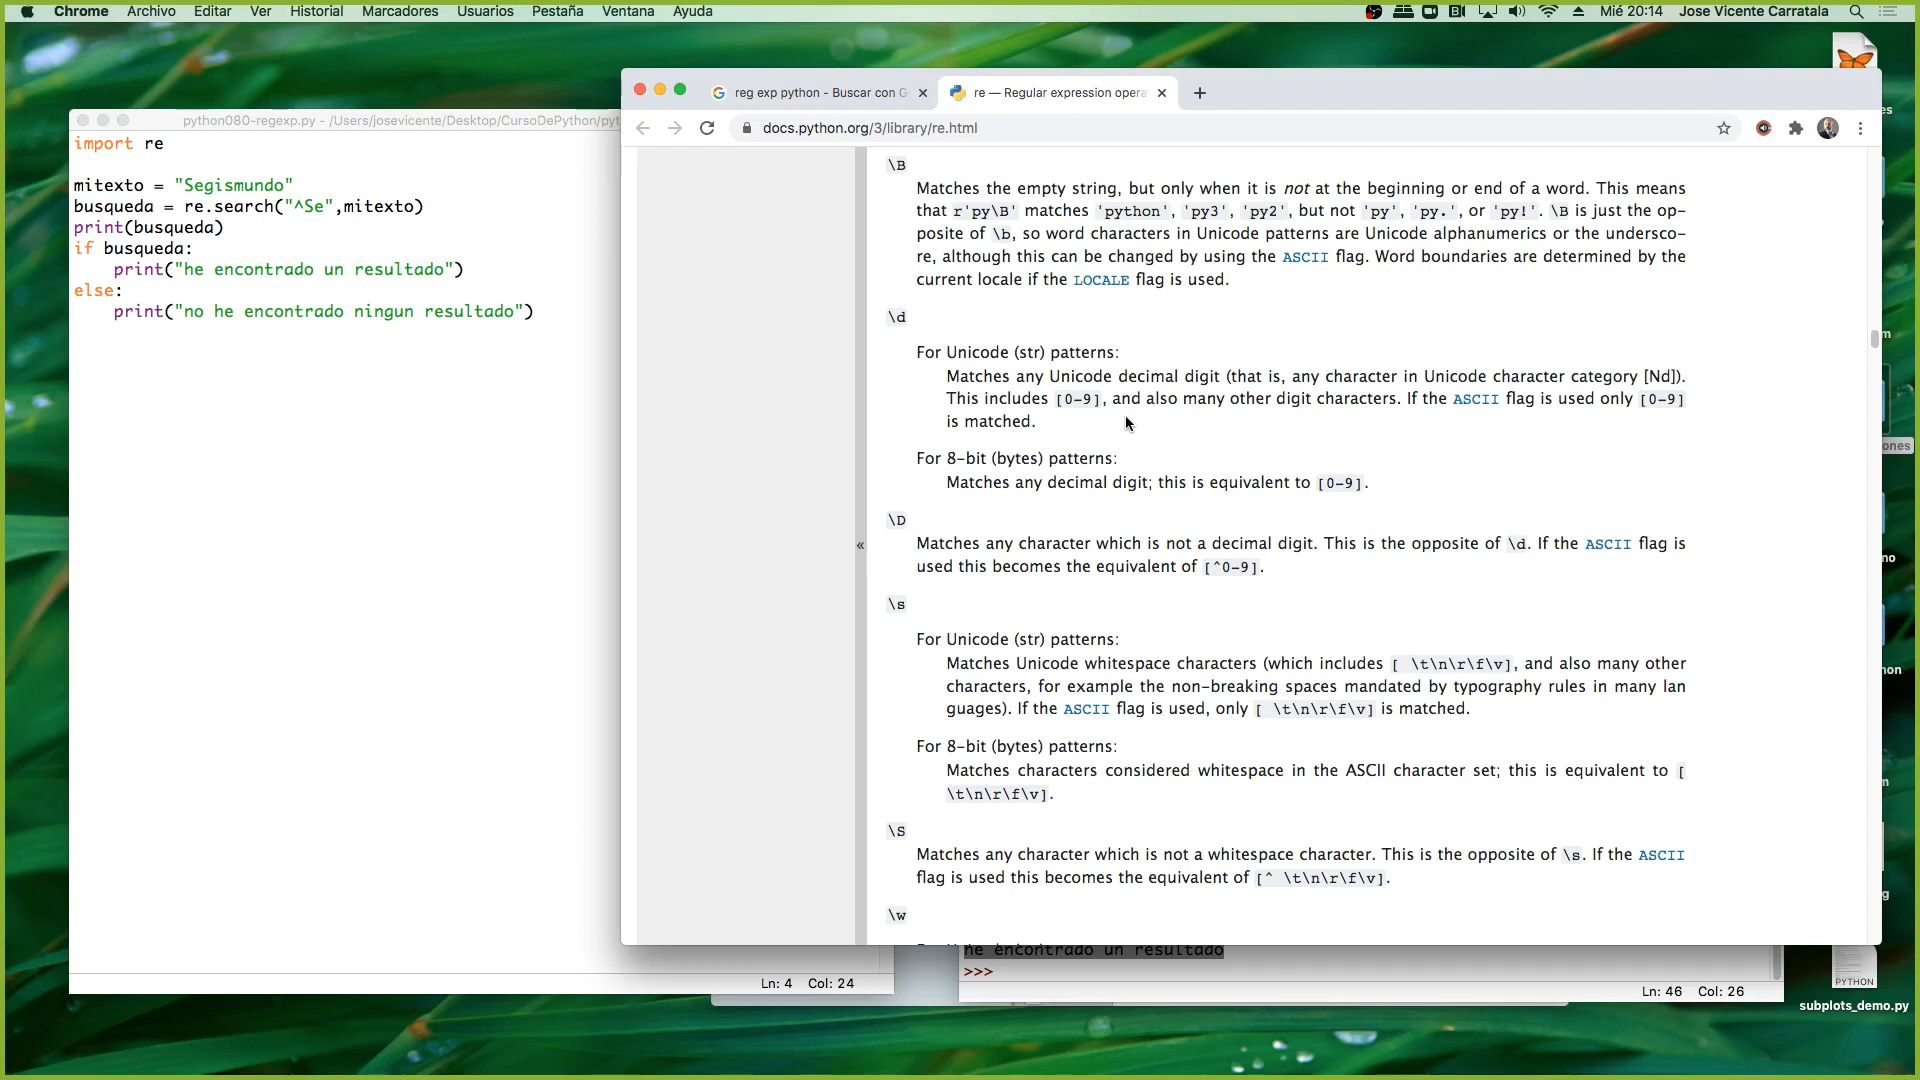 Chrome Archivo Editar Ver Historial Marcadores Usuarios Pestaña Ventana Ayuda
Mié 20:14 Jose Vicente Carratala
reg exp python - Buscar con G
re — Regular expression opera
python080-regexp.py - /Users/josevicente/Desktop/CursoDePython/pyt
docs.python.org/3/library/re.html
import re
mitexto = "Segismundo"
busqueda = re.search("^Se",mitexto)
print(busqueda)
if busqueda:
print("he encontrado un resultado")
else:
print("no he encontrado ningun resultado")
Ln: 4 Col: 24
\B
Matches the empty string, but only when it is not at the beginning or end of a word. This means
that r'py\B' matches 'python', 'py3', 'py2', but not 'py', 'py.', or 'py!'. \B is just the op-
posite of \b, so word characters in Unicode patterns are Unicode alphanumerics or the undersco-
re, although this can be changed by using the ASCII flag. Word boundaries are determined by the
current locale if the LOCALE flag is used.
\d
For Unicode (str) patterns:
Matches any Unicode decimal digit (that is, any character in Unicode character category [Nd]).
This includes [0-9], and also many other digit characters. If the ASCII flag is used only [0-9]
is matched.
For 8-bit (bytes) patterns:
Matches any decimal digit; this is equivalent to [0-9].
\D
Matches any character which is not a decimal digit. This is the opposite of \d. If the ASCII flag is
used this becomes the equivalent of [^0-9].
«
\s
For Unicode (str) patterns:
Matches Unicode whitespace characters (which includes [ \t\n\r\f\v], and also many other
characters, for example the non-breaking spaces mandated by typography rules in many lan
guages). If the ASCII flag is used, only [ \t\n\r\f\v] is matched.
For 8-bit (bytes) patterns:
Matches characters considered whitespace in the ASCII character set; this is equivalent to [
\t\n\r\f\v].
\S
Matches any character which is not a whitespace character. This is the opposite of \s. If the ASCII
flag is used this becomes the equivalent of [^ \t\n\r\f\v].
\w
he encontrado un resultado
>>>
Ln: 46 Col: 26
es
m
ones
no
hon
m
g
PYTHON
subplots_demo.py